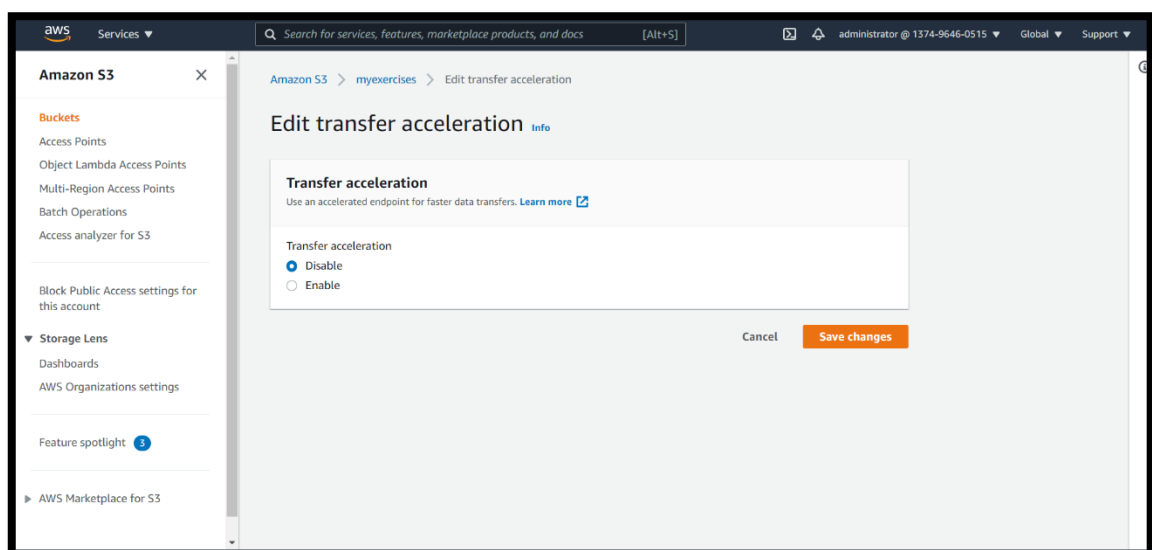 aws
Services ▼
Search for services, features, marketplace products, and docs [Alt+S]
administrator @ 1374-9646-0515 ▼
Global ▼
Support ▼
Amazon S3
Buckets
Access Points
Object Lambda Access Points
Multi-Region Access Points
Batch Operations
Access analyzer for S3
Block Public Access settings for
this account
▼ Storage Lens
Dashboards
AWS Organizations settings
Feature spotlight 3
▶ AWS Marketplace for S3
Amazon S3 > myexercises > Edit transfer acceleration
Edit transfer acceleration Info
Transfer acceleration
Use an accelerated endpoint for faster data transfers. Learn more
Transfer acceleration
Disable
Enable
Cancel
Save changes